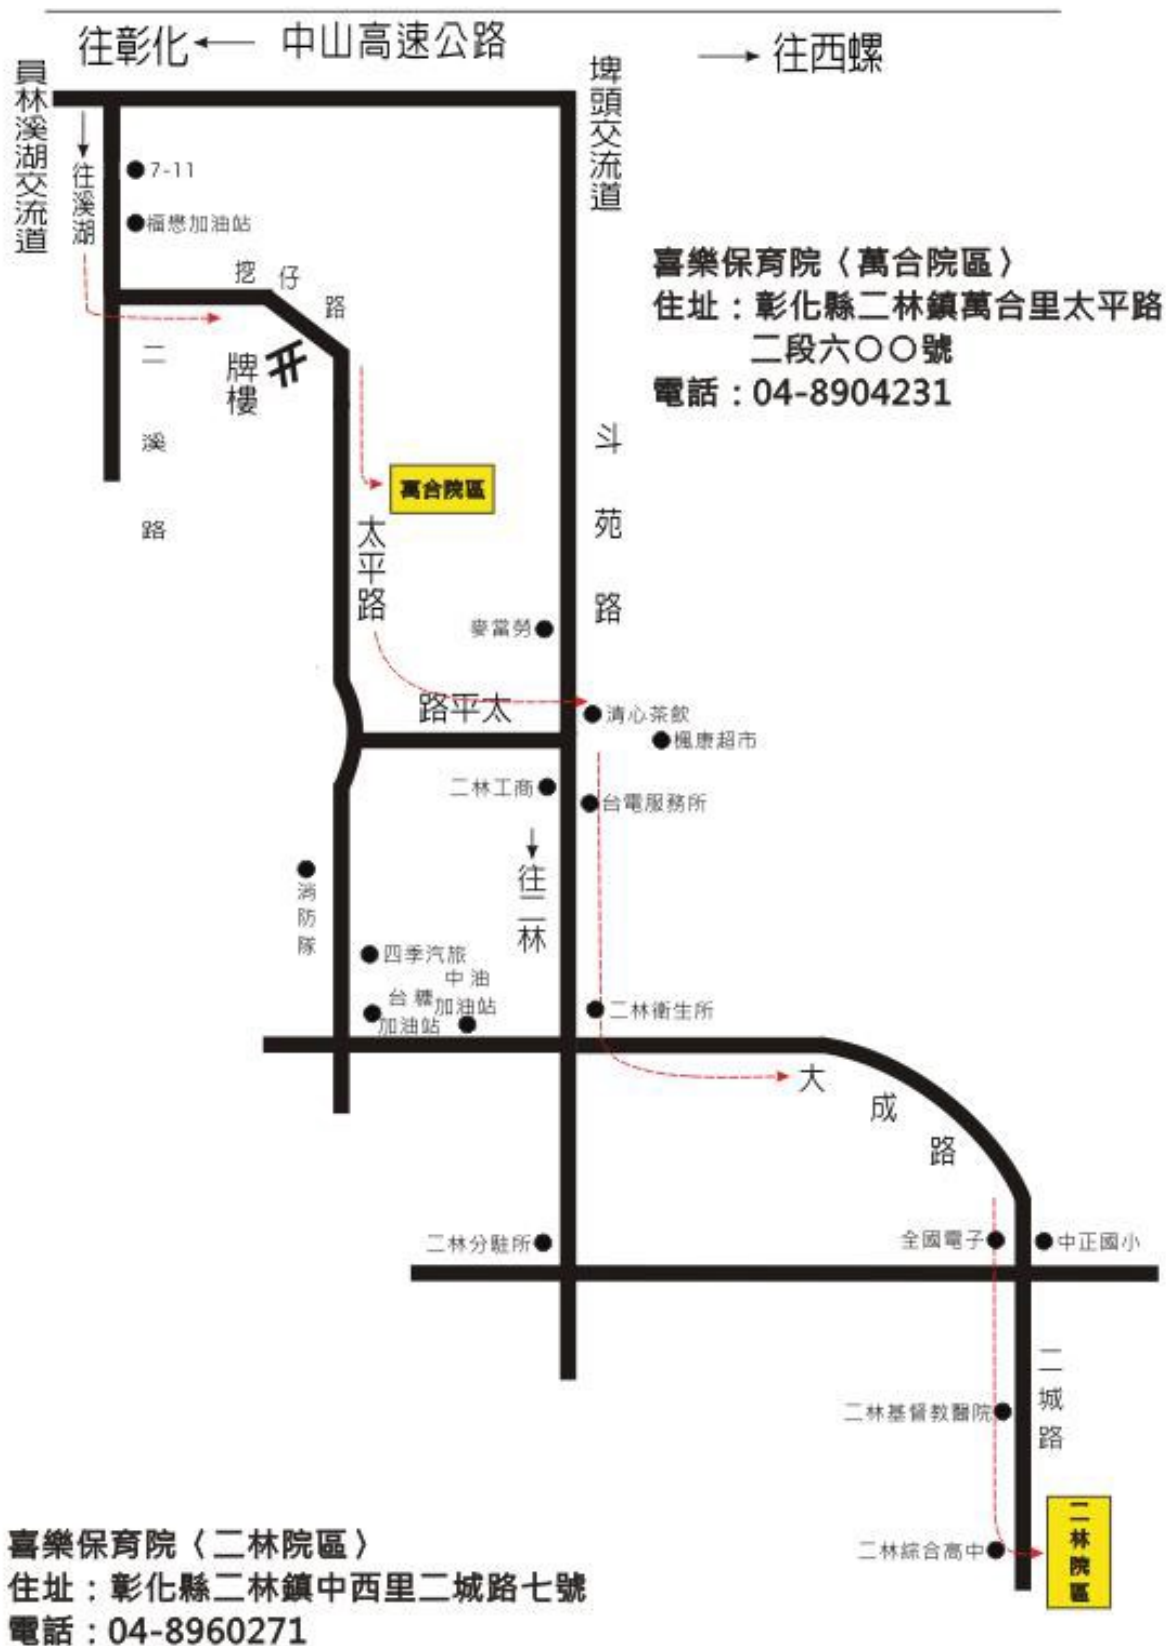 往彰化 中山高速公路
往西螺
員林溪湖交流道
埤頭交流道
往溪湖
7-11
福懋加油站
挖仔路
喜樂保育院〈萬合院區〉
住址：彰化縣二林鎮萬合里太平路
二段六〇〇號
電話：04-8904231
二溪路
牌樓
斗苑路
萬合院區
太平路
麥當勞
路平太
清心茶飲
楓康超市
二林工商
台電服務所
往二林
消防隊
四季汽旅
中油
加油站
台糖
加油站
二林衛生所
大成路
二林分駐所
全國電子
中正國小
二城路
二林基督教醫院
二林綜合高中
二林院區
喜樂保育院〈二林院區〉
住址：彰化縣二林鎮中西里二城路七號
電話：04-8960271